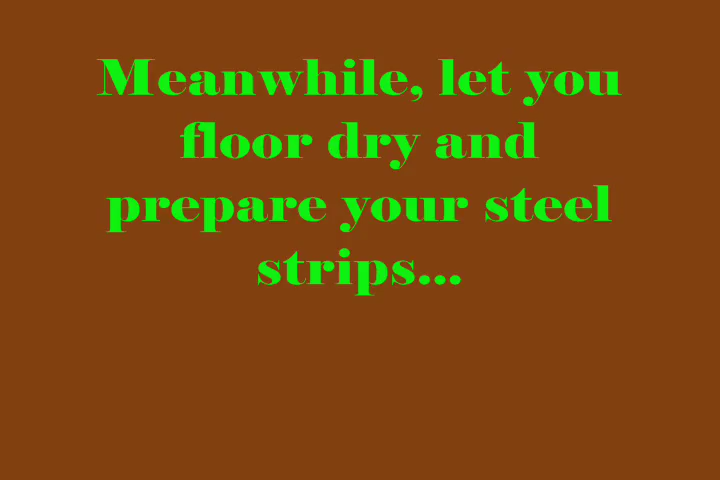 Meanwhile, let you
floor dry and
prepare your steel
strips...